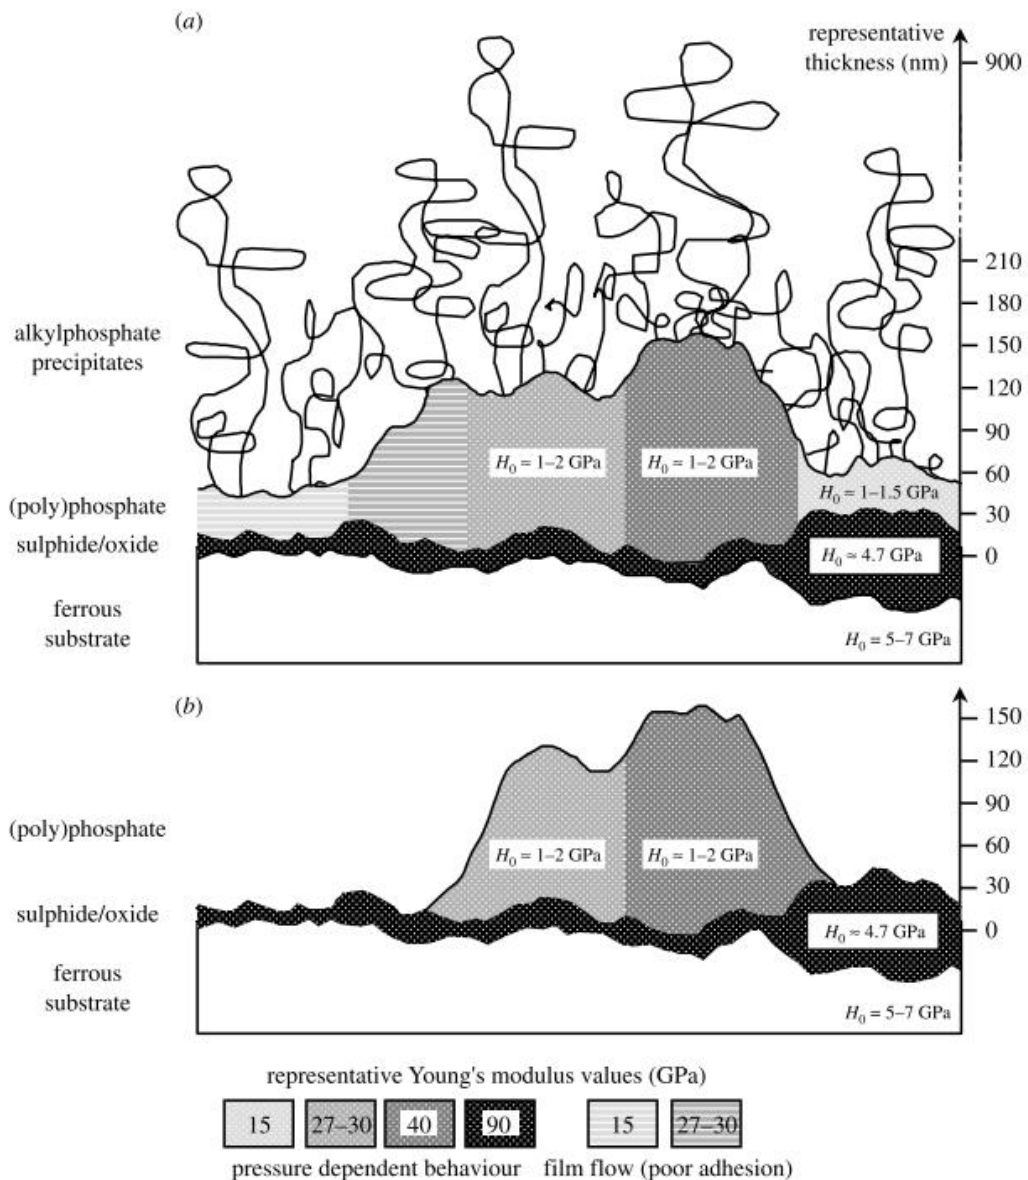 (a)
representative
thickness (nm)
900
210
180
150
120
90
60
30
0
alkylphosphate
precipitates
(poly)phosphate
sulphide/oxide
ferrous
substrate
H₀ = 1–2 GPa
H₀ = 1–2 GPa
H₀ = 1–1.5 GPa
H₀ ≈ 4.7 GPa
H₀ = 5–7 GPa
(b)
150
120
90
60
30
0
(poly)phosphate
sulphide/oxide
ferrous
substrate
H₀ = 1–2 GPa
H₀ = 1–2 GPa
H₀ ≈ 4.7 GPa
H₀ = 5–7 GPa
representative Young's modulus values (GPa)
15 27–30 40 90 15 27–30
pressure dependent behaviour film flow (poor adhesion)